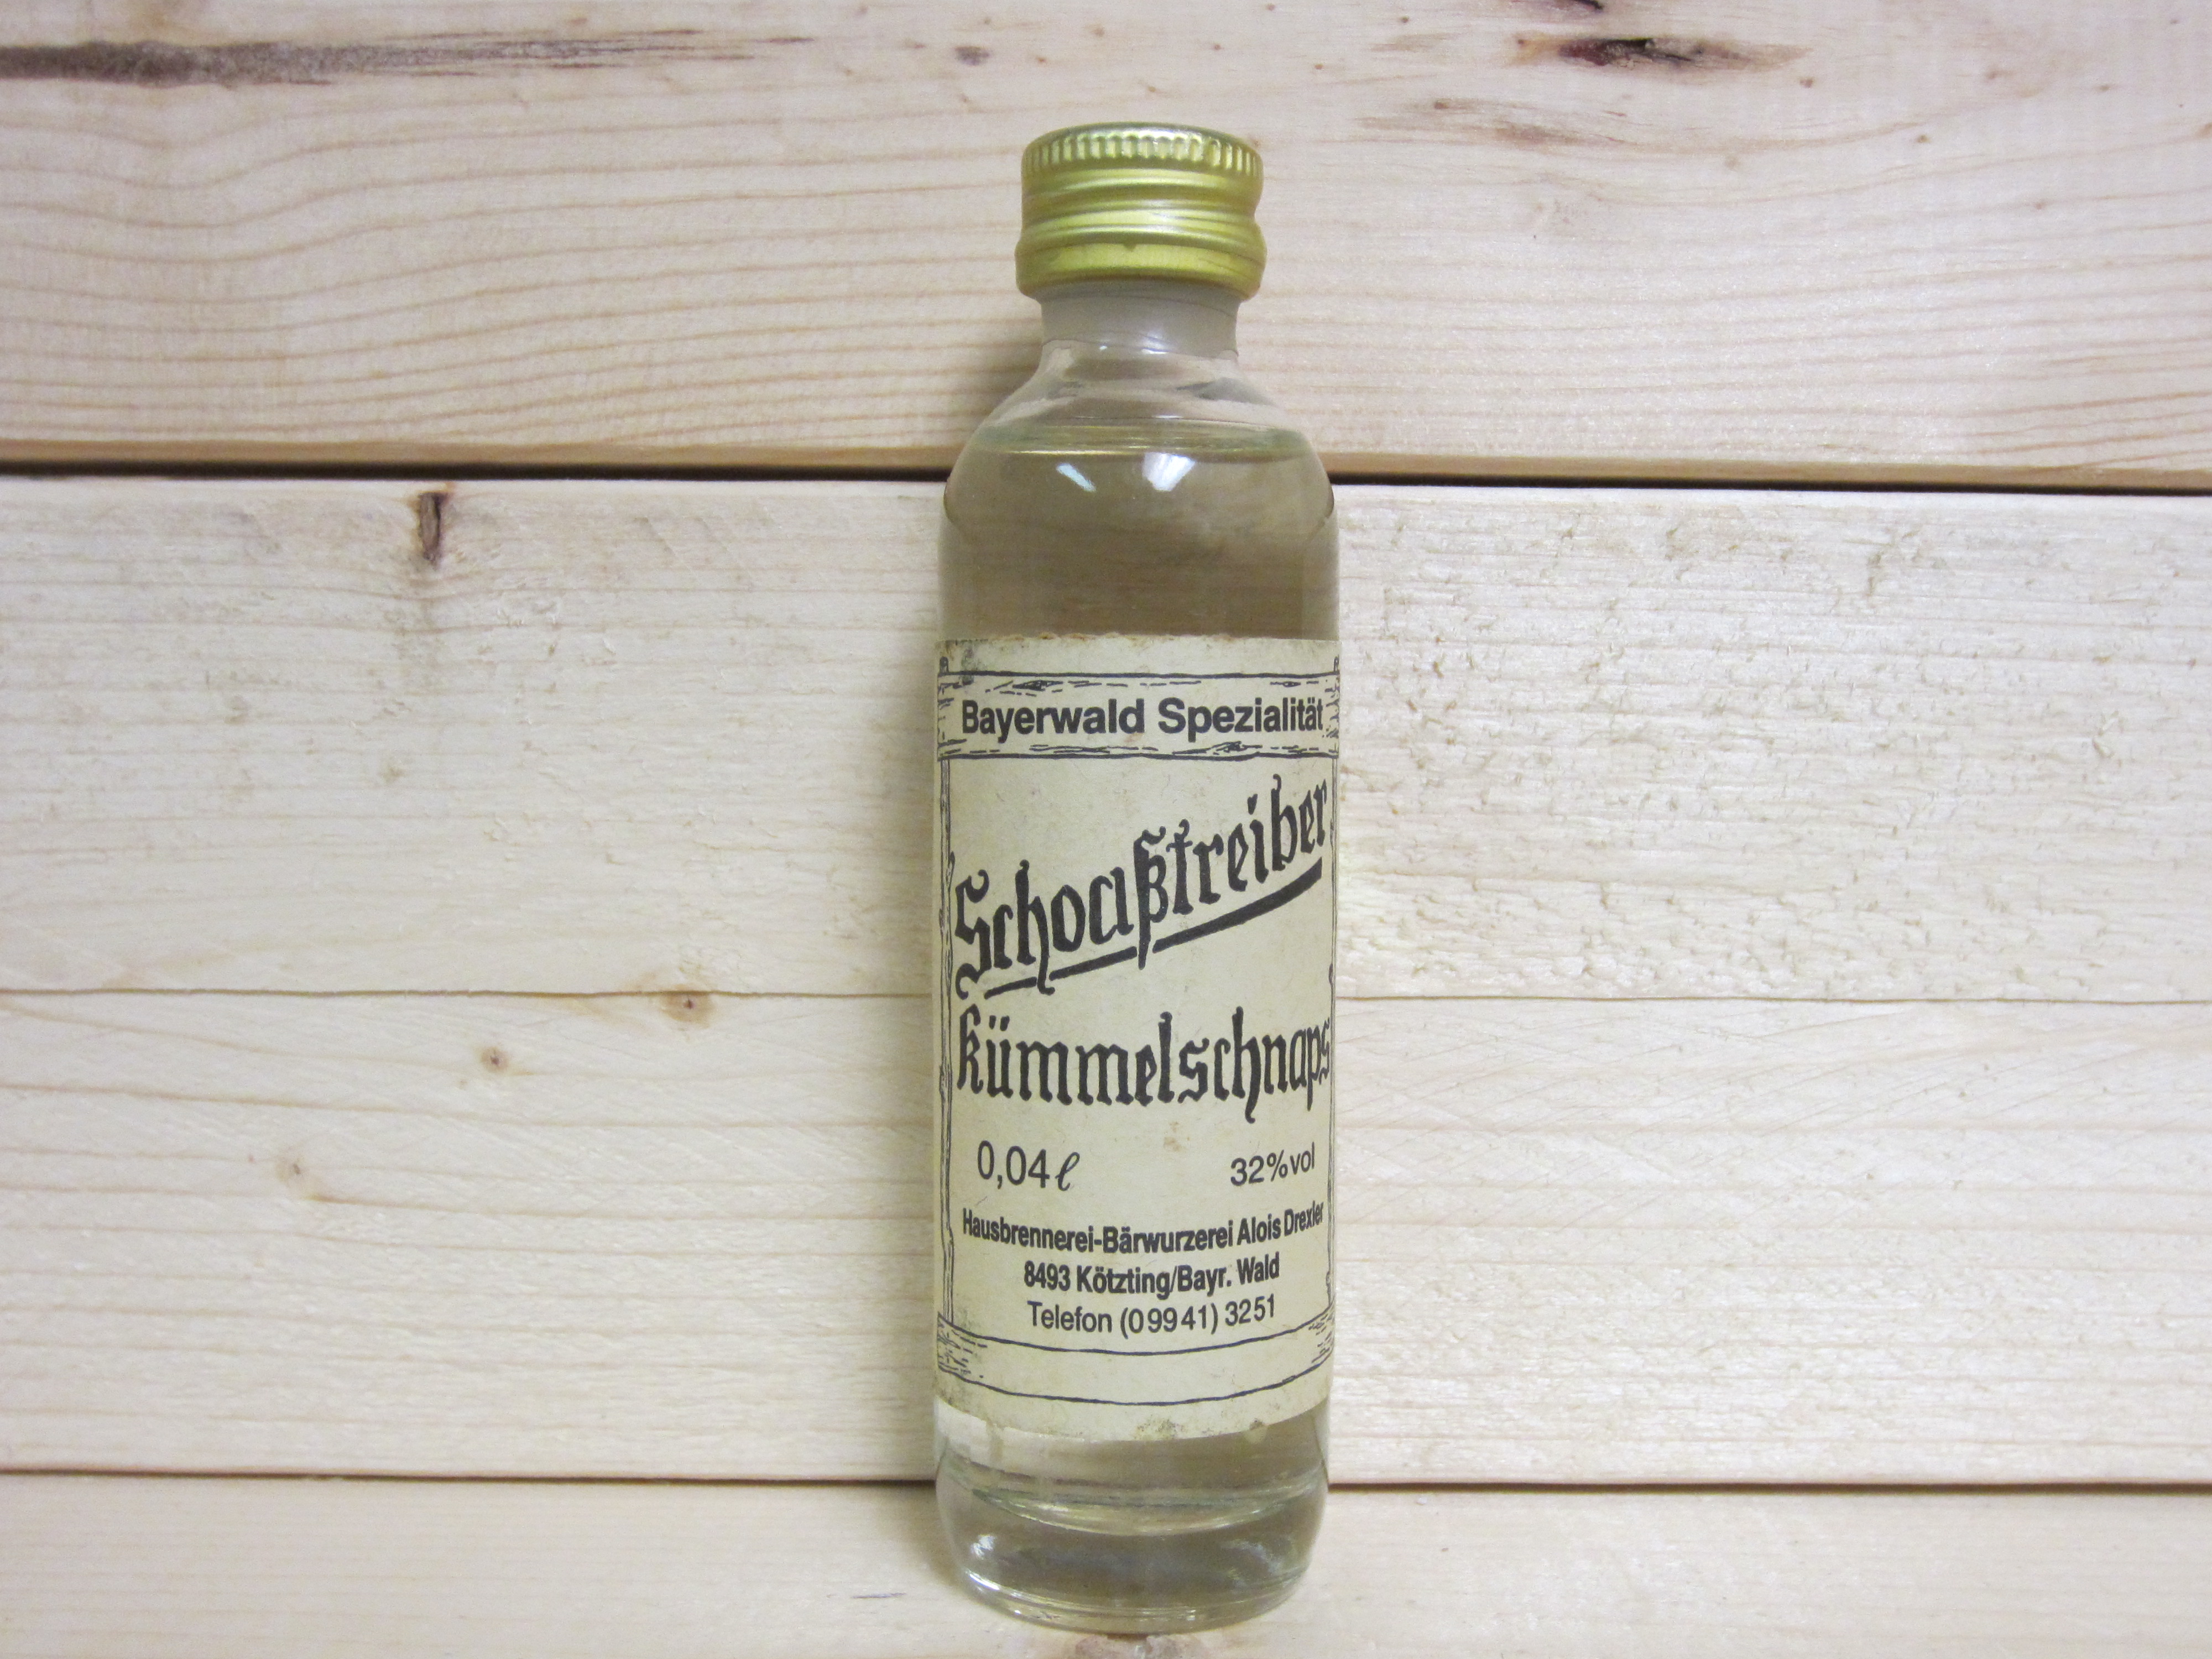 Bayerwald Spezialität
Schoaßtreiber
Kümmelschnaps
0,04 ℓ 32%vol
Hausbrennerei-Bärwurzerei Alois Drexler
8493 Kötzting/Bayr. Wald
Telefon (09941) 3251